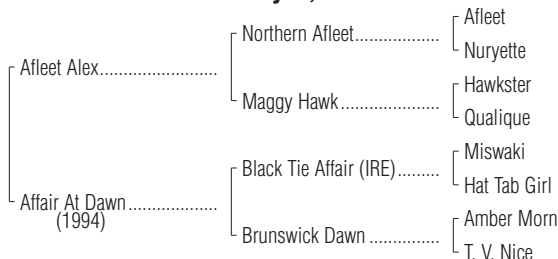 Afleet
Northern Afleet
Nuryette
Afleet Alex
Hawkster
Maggy Hawk
Qualique
Miswaki
Black Tie Affair (IRE)
Hat Tab Girl
Affair At Dawn
(1994)
Amber Morn
Brunswick Dawn
T. V. Nice